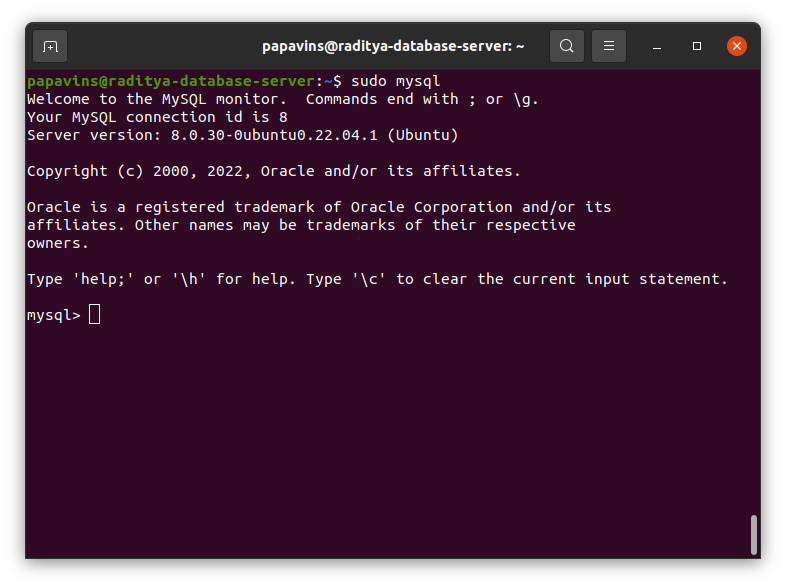 papavins@raditya-database-server: ~
papavins@raditya-database-server:~$ sudo mysql
Welcome to the MySQL monitor.  Commands end with ; or \g.
Your MySQL connection id is 8
Server version: 8.0.30-0ubuntu0.22.04.1 (Ubuntu)
Copyright (c) 2000, 2022, Oracle and/or its affiliates.
Oracle is a registered trademark of Oracle Corporation and/or its
affiliates. Other names may be trademarks of their respective
owners.
Type 'help;' or '\h' for help. Type '\c' to clear the current input statement.
mysql>